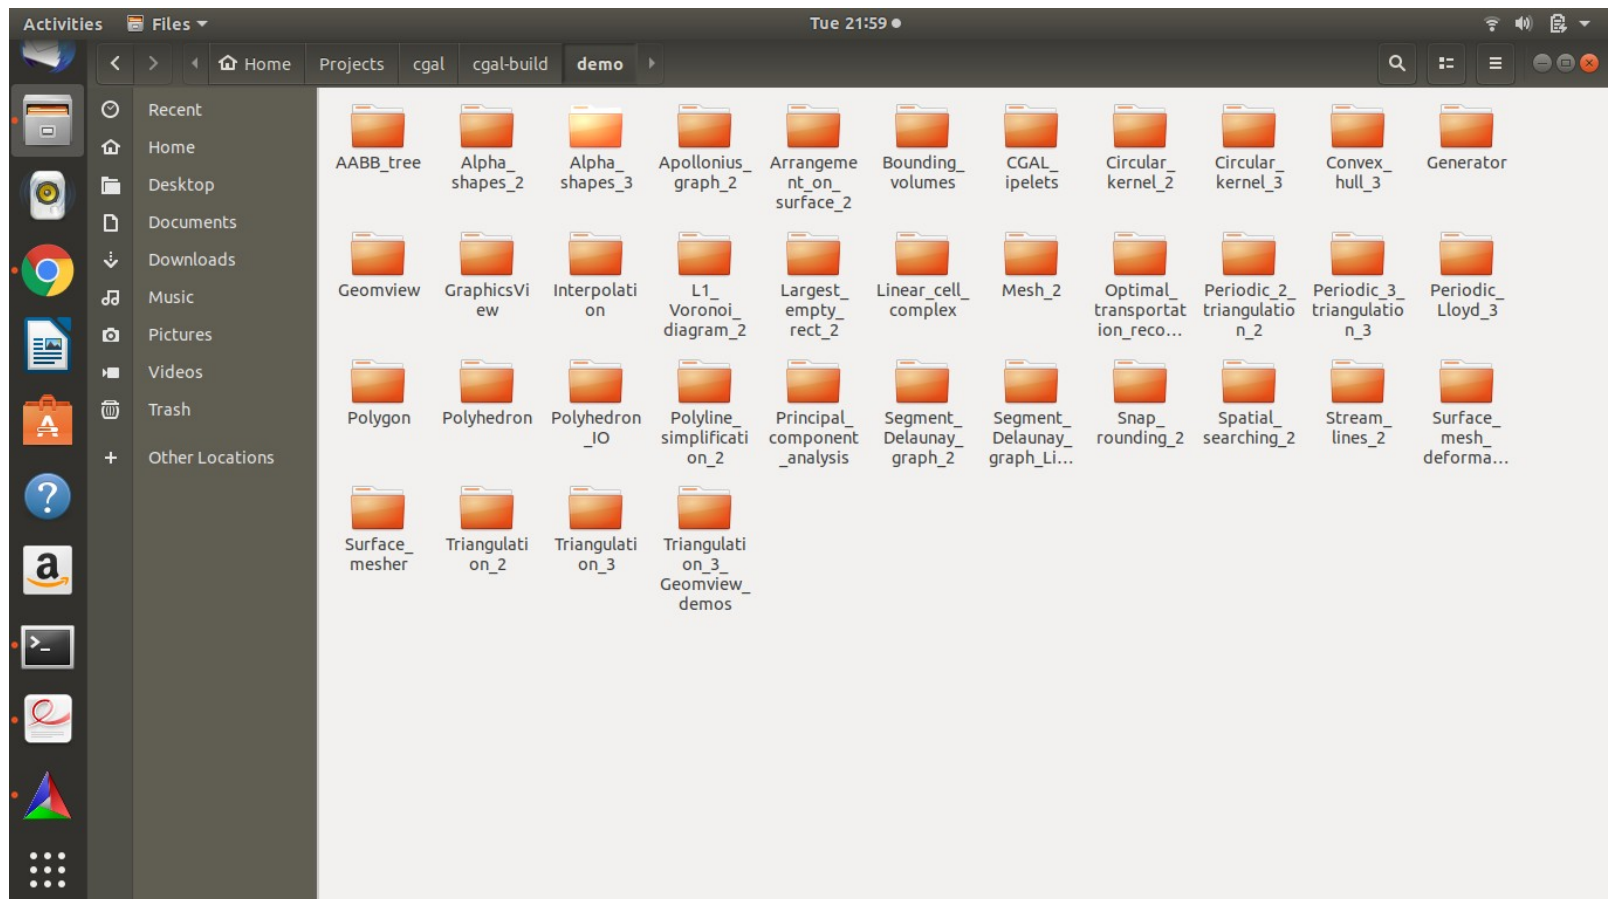 Activities Files Tue 21:59
Home Projects cgal cgal-build demo
Recent
Home
Desktop
Documents
Downloads
Music
Pictures
Videos
Trash
Other Locations
AABB_tree
Alpha_
shapes_2
Alpha_
shapes_3
Apollonius_
graph_2
Arrangeme
nt_on_
surface_2
Bounding_
volumes
CGAL_
ipelets
Circular_
kernel_2
Circular_
kernel_3
Convex_
hull_3
Generator
Geomview
GraphicsVi
ew
Interpolati
on
L1_
Voronoi_
diagram_2
Largest_
empty_
rect_2
Linear_cell_
complex
Mesh_2
Optimal_
transportat
ion_reco...
Periodic_2_
triangulatio
n_2
Periodic_3_
triangulatio
n_3
Periodic_
Lloyd_3
Polygon
Polyhedron
Polyhedron
_IO
Polyline_
simplificati
on_2
Principal_
component
_analysis
Segment_
Delaunay_
graph_2
Segment_
Delaunay_
graph_Li...
Snap_
rounding_2
Spatial_
searching_2
Stream_
lines_2
Surface_
mesh_
deforma...
Surface_
mesher
Triangulati
on_2
Triangulati
on_3
Triangulati
on_3_
Geomview_
demos